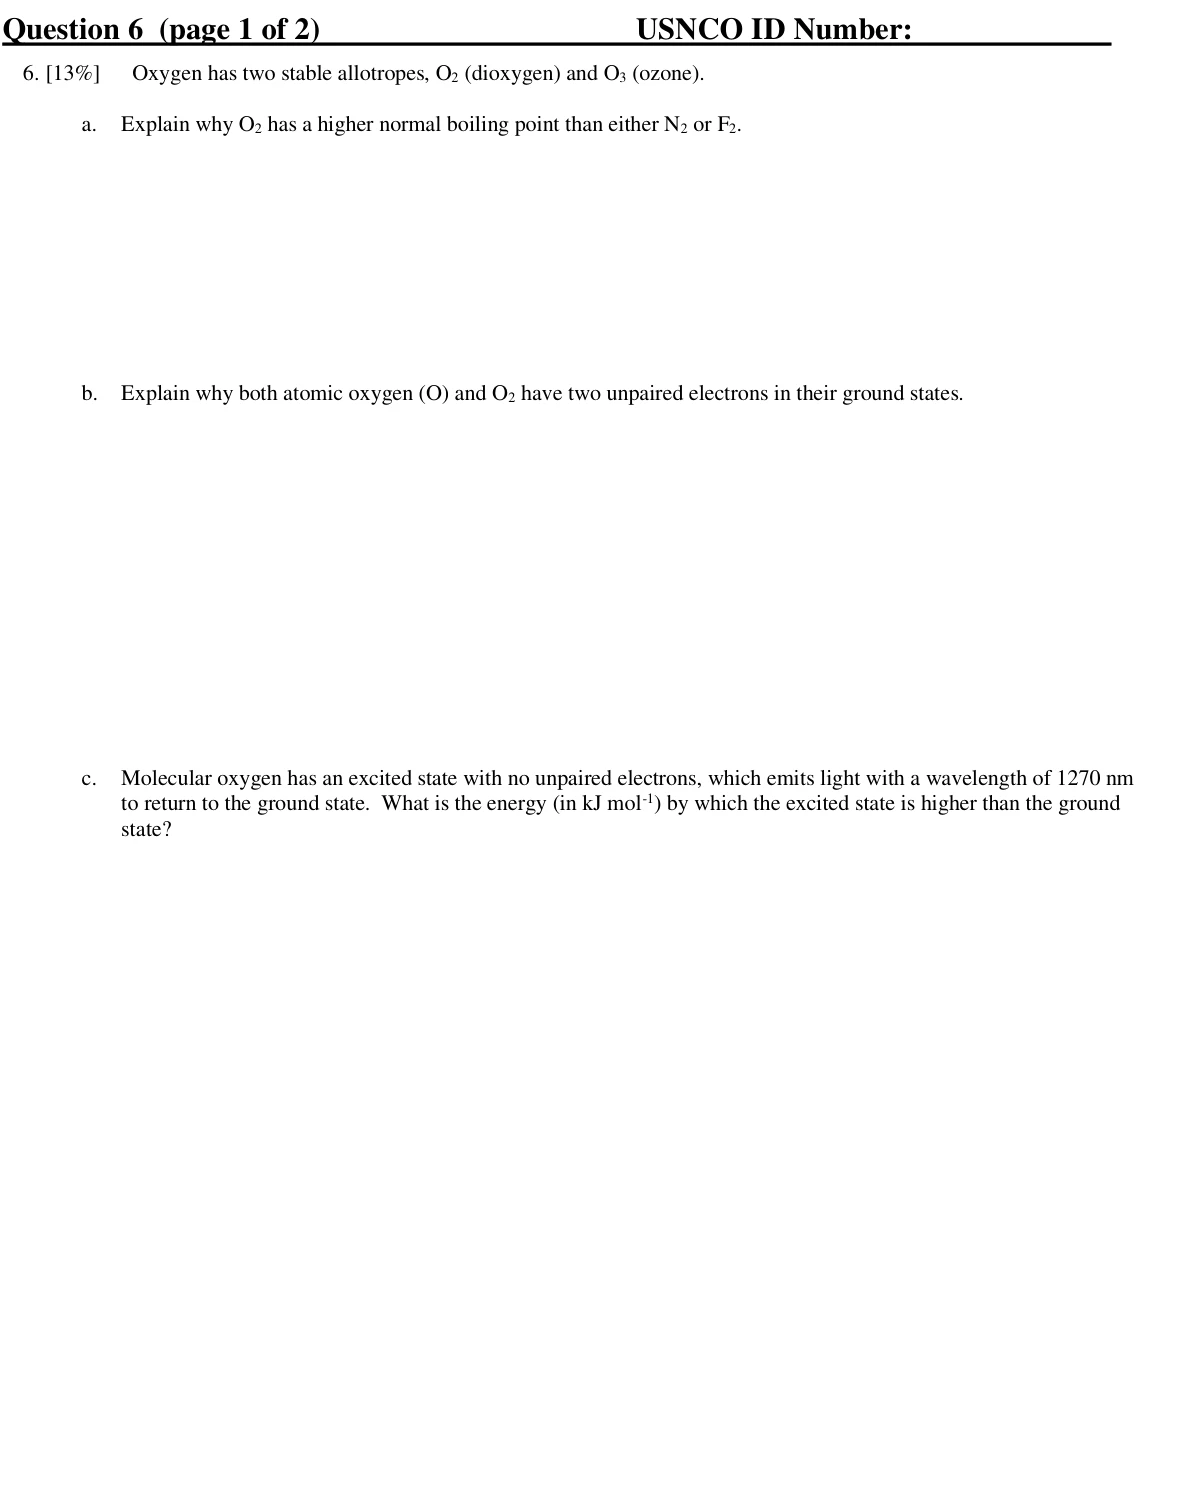 Question 6 (page 1 of 2) USNCO ID Number:
6. [13%] Oxygen has two stable allotropes, O₂ (dioxygen) and O₃ (ozone).
a. Explain why O₂ has a higher normal boiling point than either N₂ or F₂.
b. Explain why both atomic oxygen (O) and O₂ have two unpaired electrons in their ground states.
c. Molecular oxygen has an excited state with no unpaired electrons, which emits light with a wavelength of 1270 nm
to return to the ground state. What is the energy (in kJ mol⁻¹) by which the excited state is higher than the ground
state?